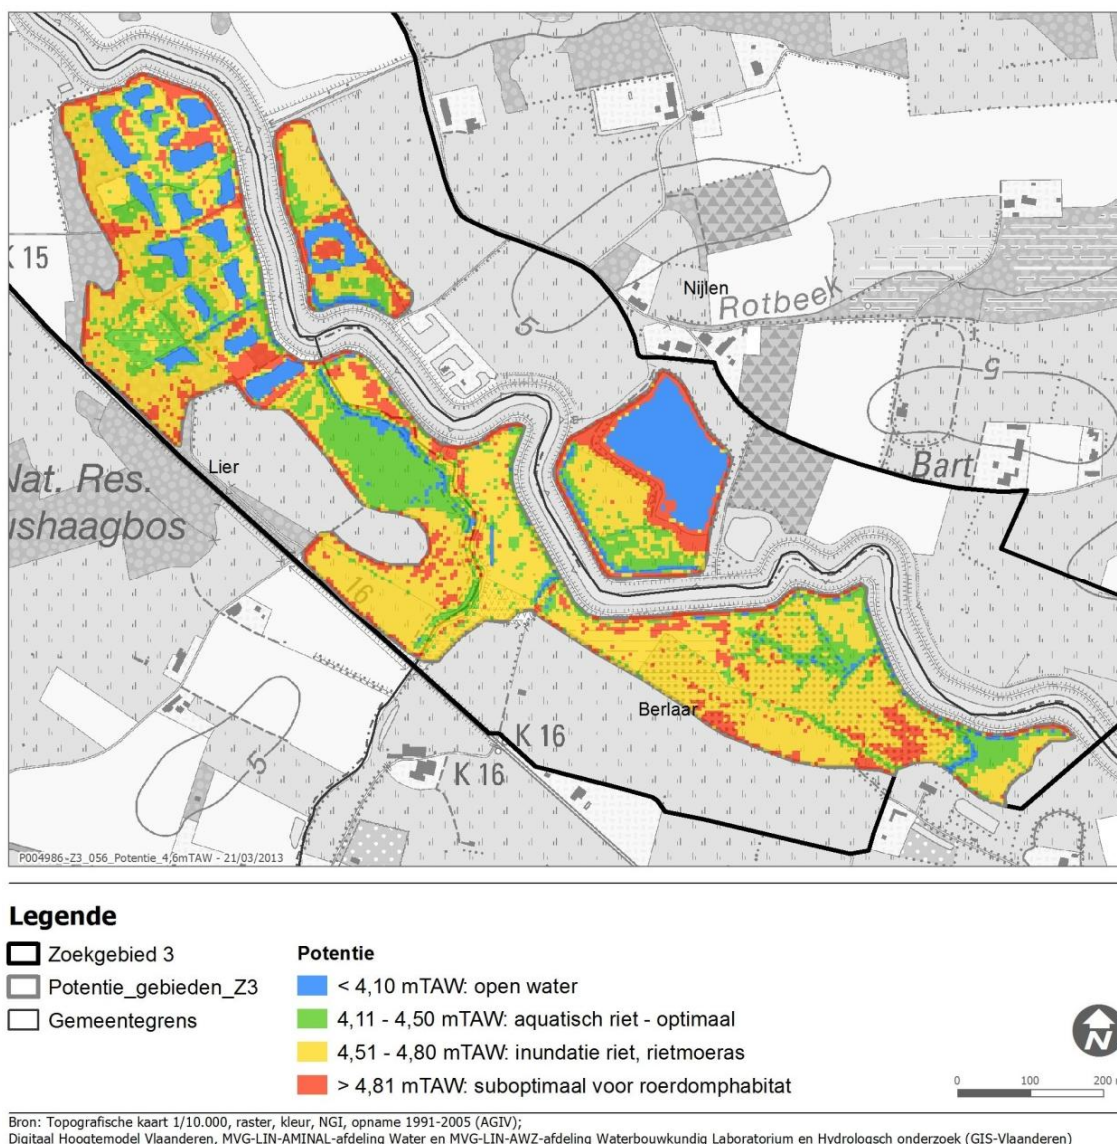 K 15
Nijlen
Rotbeek
5
5
Bart
Nat. Res.
Lier
16
Berlaar
5
K 16
K 16
P004986-Z3_056_Potentie_4,6mTAW - 21/03/2013
Legende
Zoekgebied 3
Potentie_gebieden_Z3
Gemeentegrens
Potentie
< 4,10 mTAW: open water
4,11 - 4,50 mTAW: aquatisch riet - optimaal
4,51 - 4,80 mTAW: inundatie riet, rietmoeras
> 4,81 mTAW: suboptimaal voor roerdomphabitat
N
0 100 200
Bron: Topografische kaart 1/10.000, raster, kleur, NGI, opname 1991-2005 (AGIV);
Digitaal Hoogtemodel Vlaanderen, MVG-LIN-AMINAL-afdeling Water en MVG-LIN-AWZ-afdeling Waterbouwkundig Laboratorium en Hydrologsch onderzoek (GIS-Vlaanderen)